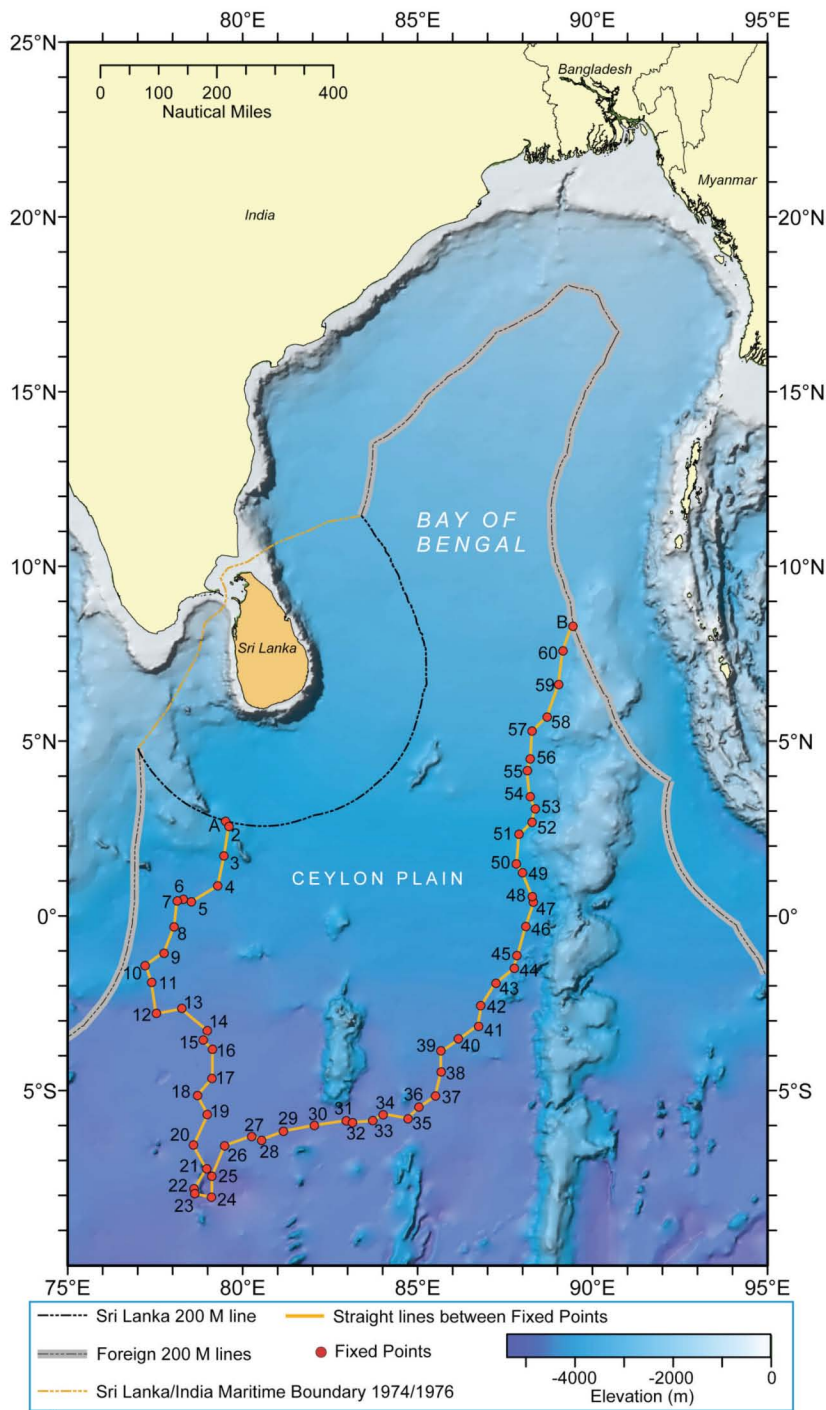 80°E 85°E 90°E 95°E
25°N
0 100 200 400
Nautical Miles
Bangladesh
Myanmar
India
20°N 20°N
15°N 15°N
BAY OF
BENGAL
10°N 10°N
Sri Lanka
B
60
59
58
57
5°N 5°N
56
55
54
53
A
2
52
51
3
50
49
CEYLON PLAIN
4
48
6
7
5
47
0° 0°
8
46
9
45
10
44
11
43
12
13
42
14
41
15
40
16
39
17
38
5°S 5°S
18
37
19
36
34
31
30
35
33
32
29
27
28
20
26
21
25
22
23
24
75°E 80°E 85°E 90°E 95°E
Sri Lanka 200 M line
Straight lines between Fixed Points
Foreign 200 M lines
Fixed Points
Sri Lanka/India Maritime Boundary 1974/1976
-4000 -2000 0
Elevation (m)